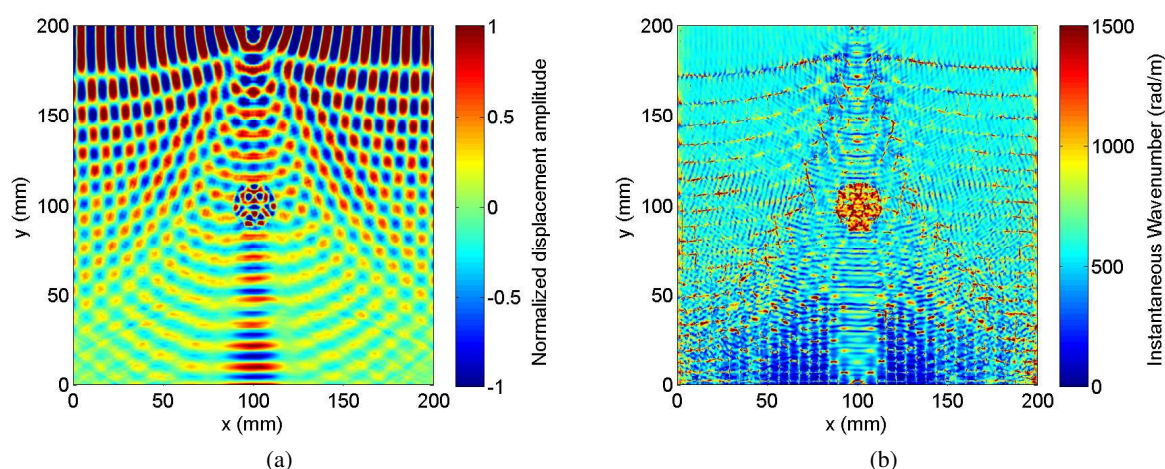 200
150
100
50
0
0 50 100 150 200
y (mm)
x (mm)
1
0.5
0
-0.5
-1
Normalized displacement amplitude
(a)
200
150
100
50
0
0 50 100 150 200
y (mm)
x (mm)
1500
1000
500
0
Instantaneous Wavenumber (rad/m)
(b)